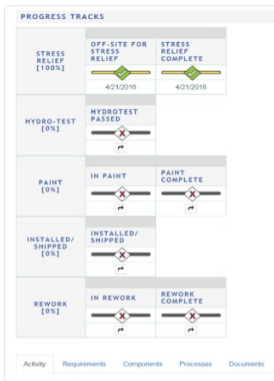 PROGRESS TRACKS
STRESS
RELIEF
[100%]
OFF-SITE FOR
STRESS
RELIEF
4/21/2016
STRESS
RELIEF
COMPLETE
4/21/2016
HYDRO-TEST
[0%]
HYDROTEST
PASSED
PAINT
[0%]
IN PAINT
PAINT
COMPLETE
INSTALLED/
SHIPPED
[0%]
INSTALLED/
SHIPPED
REWORK
[0%]
IN REWORK
REWORK
COMPLETE
Activity Requirements Components Processes Documents